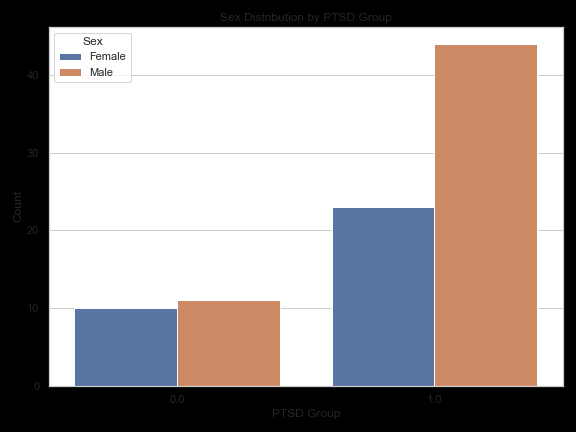 Sex Distribution by PTSD Group
Sex
Female
Male
40
30
20
10
0
Count
0.0
1.0
PTSD Group